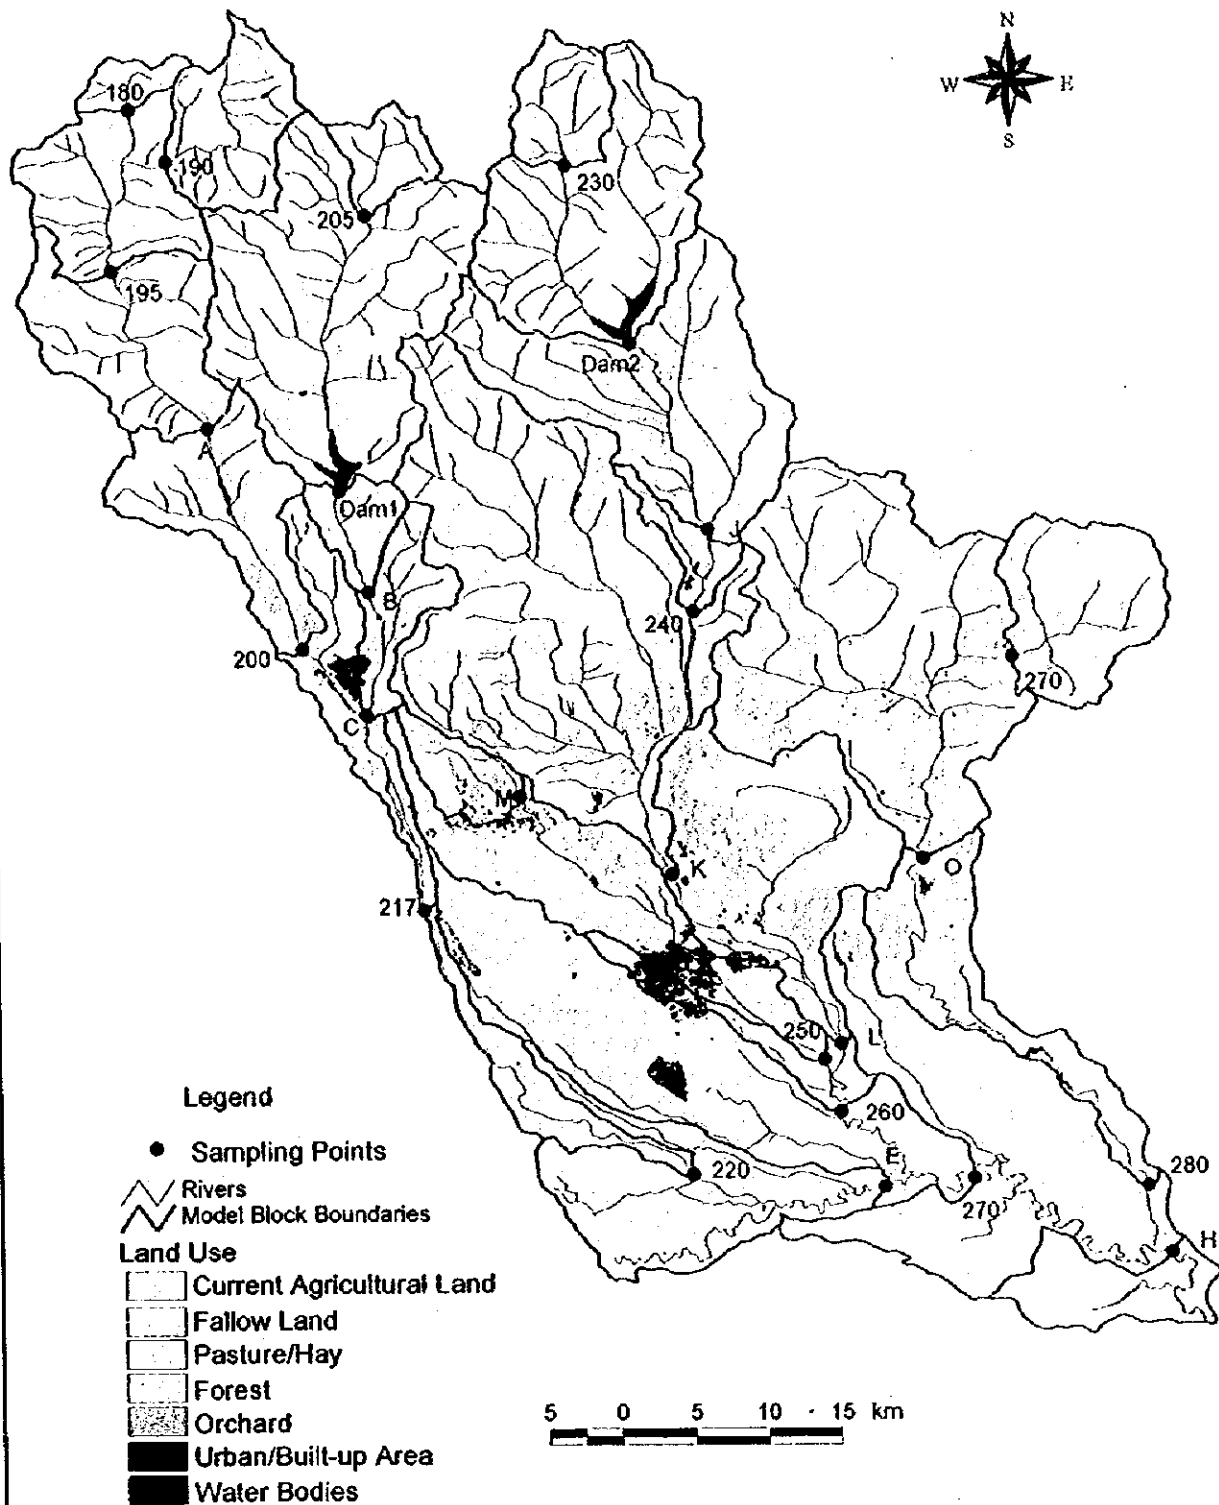 N
W E
S
180
190
205
230
195
Dam2
A
Dam1
B
240
200
270
C
M
K
O
217
250
L
260
E
220
270
280
H
Legend
Sampling Points
Rivers
Model Block Boundaries
Land Use
Current Agricultural Land
Fallow Land
Pasture/Hay
Forest
Orchard
Urban/Built-up Area
Water Bodies
5 0 5 10 15 km